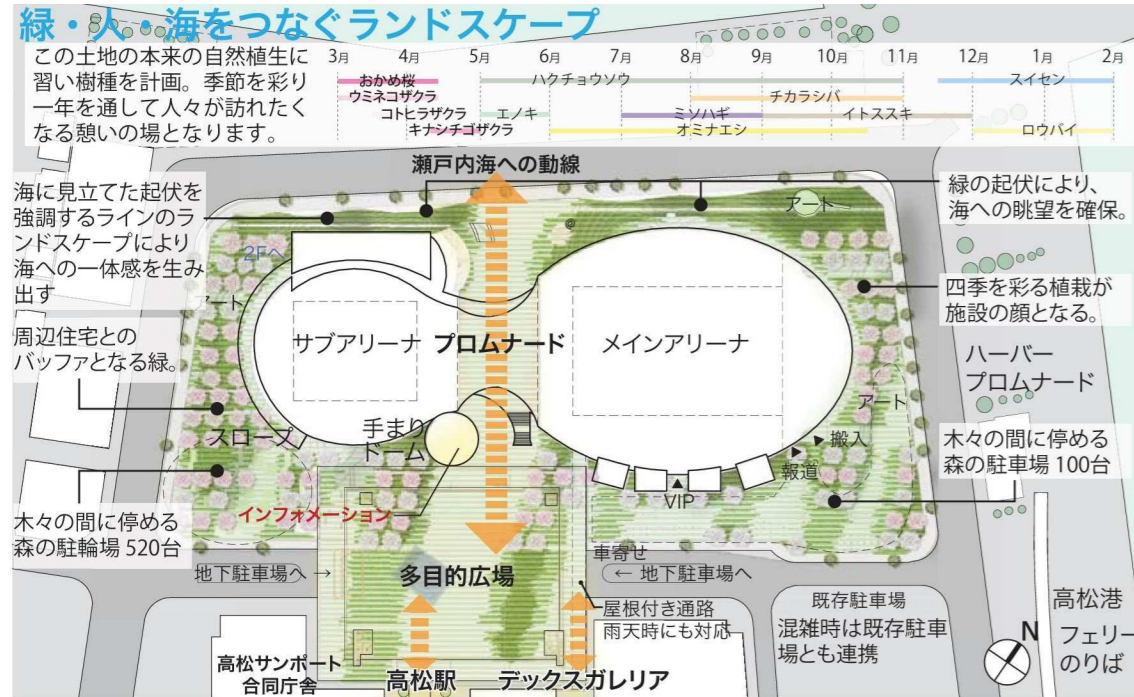 緑・人・海をつなぐランドスケープ
この土地の本来の自然植生に
習い樹種を計画。季節を彩り
一年を通して人々が訪れたく
なる憩いの場となります。
3月 4月 5月 6月 7月 8月 9月 10月 11月 12月 1月 2月
おかめ桜 ハクチョウソウ スイセン
ウミネコザクラ チカラシバ
コトヒラザクラ エノキ ミソハギ イトススキ
キナシチゴザクラ オミナエシ ロウバイ
瀬戸内海への動線
海に見立てた起伏を
強調するラインのラ
ンドスケープにより
海への一体感を生み
出す
2Fへ
アート
アート
緑の起伏により、
海への眺望を確保。
四季を彩る植栽が
施設の顔となる。
周辺住宅との
バッファとなる緑。
サブアリーナ
プロムナード
メインアリーナ
ハーバー
プロムナード
アート
スロープ
手まり
ドーム
搬入
報道
VIP
木々の間に停める
森の駐車場 100台
木々の間に停める
森の駐輪場 520台
インフォメーション
車寄せ
地下駐車場へ →
← 地下駐車場へ
多目的広場
屋根付き通路
雨天時にも対応
既存駐車場
混雑時は既存駐車
場とも連携
高松港
フェリー
のりば
N
高松サンポート
合同庁舎
高松駅
デックスガレリア